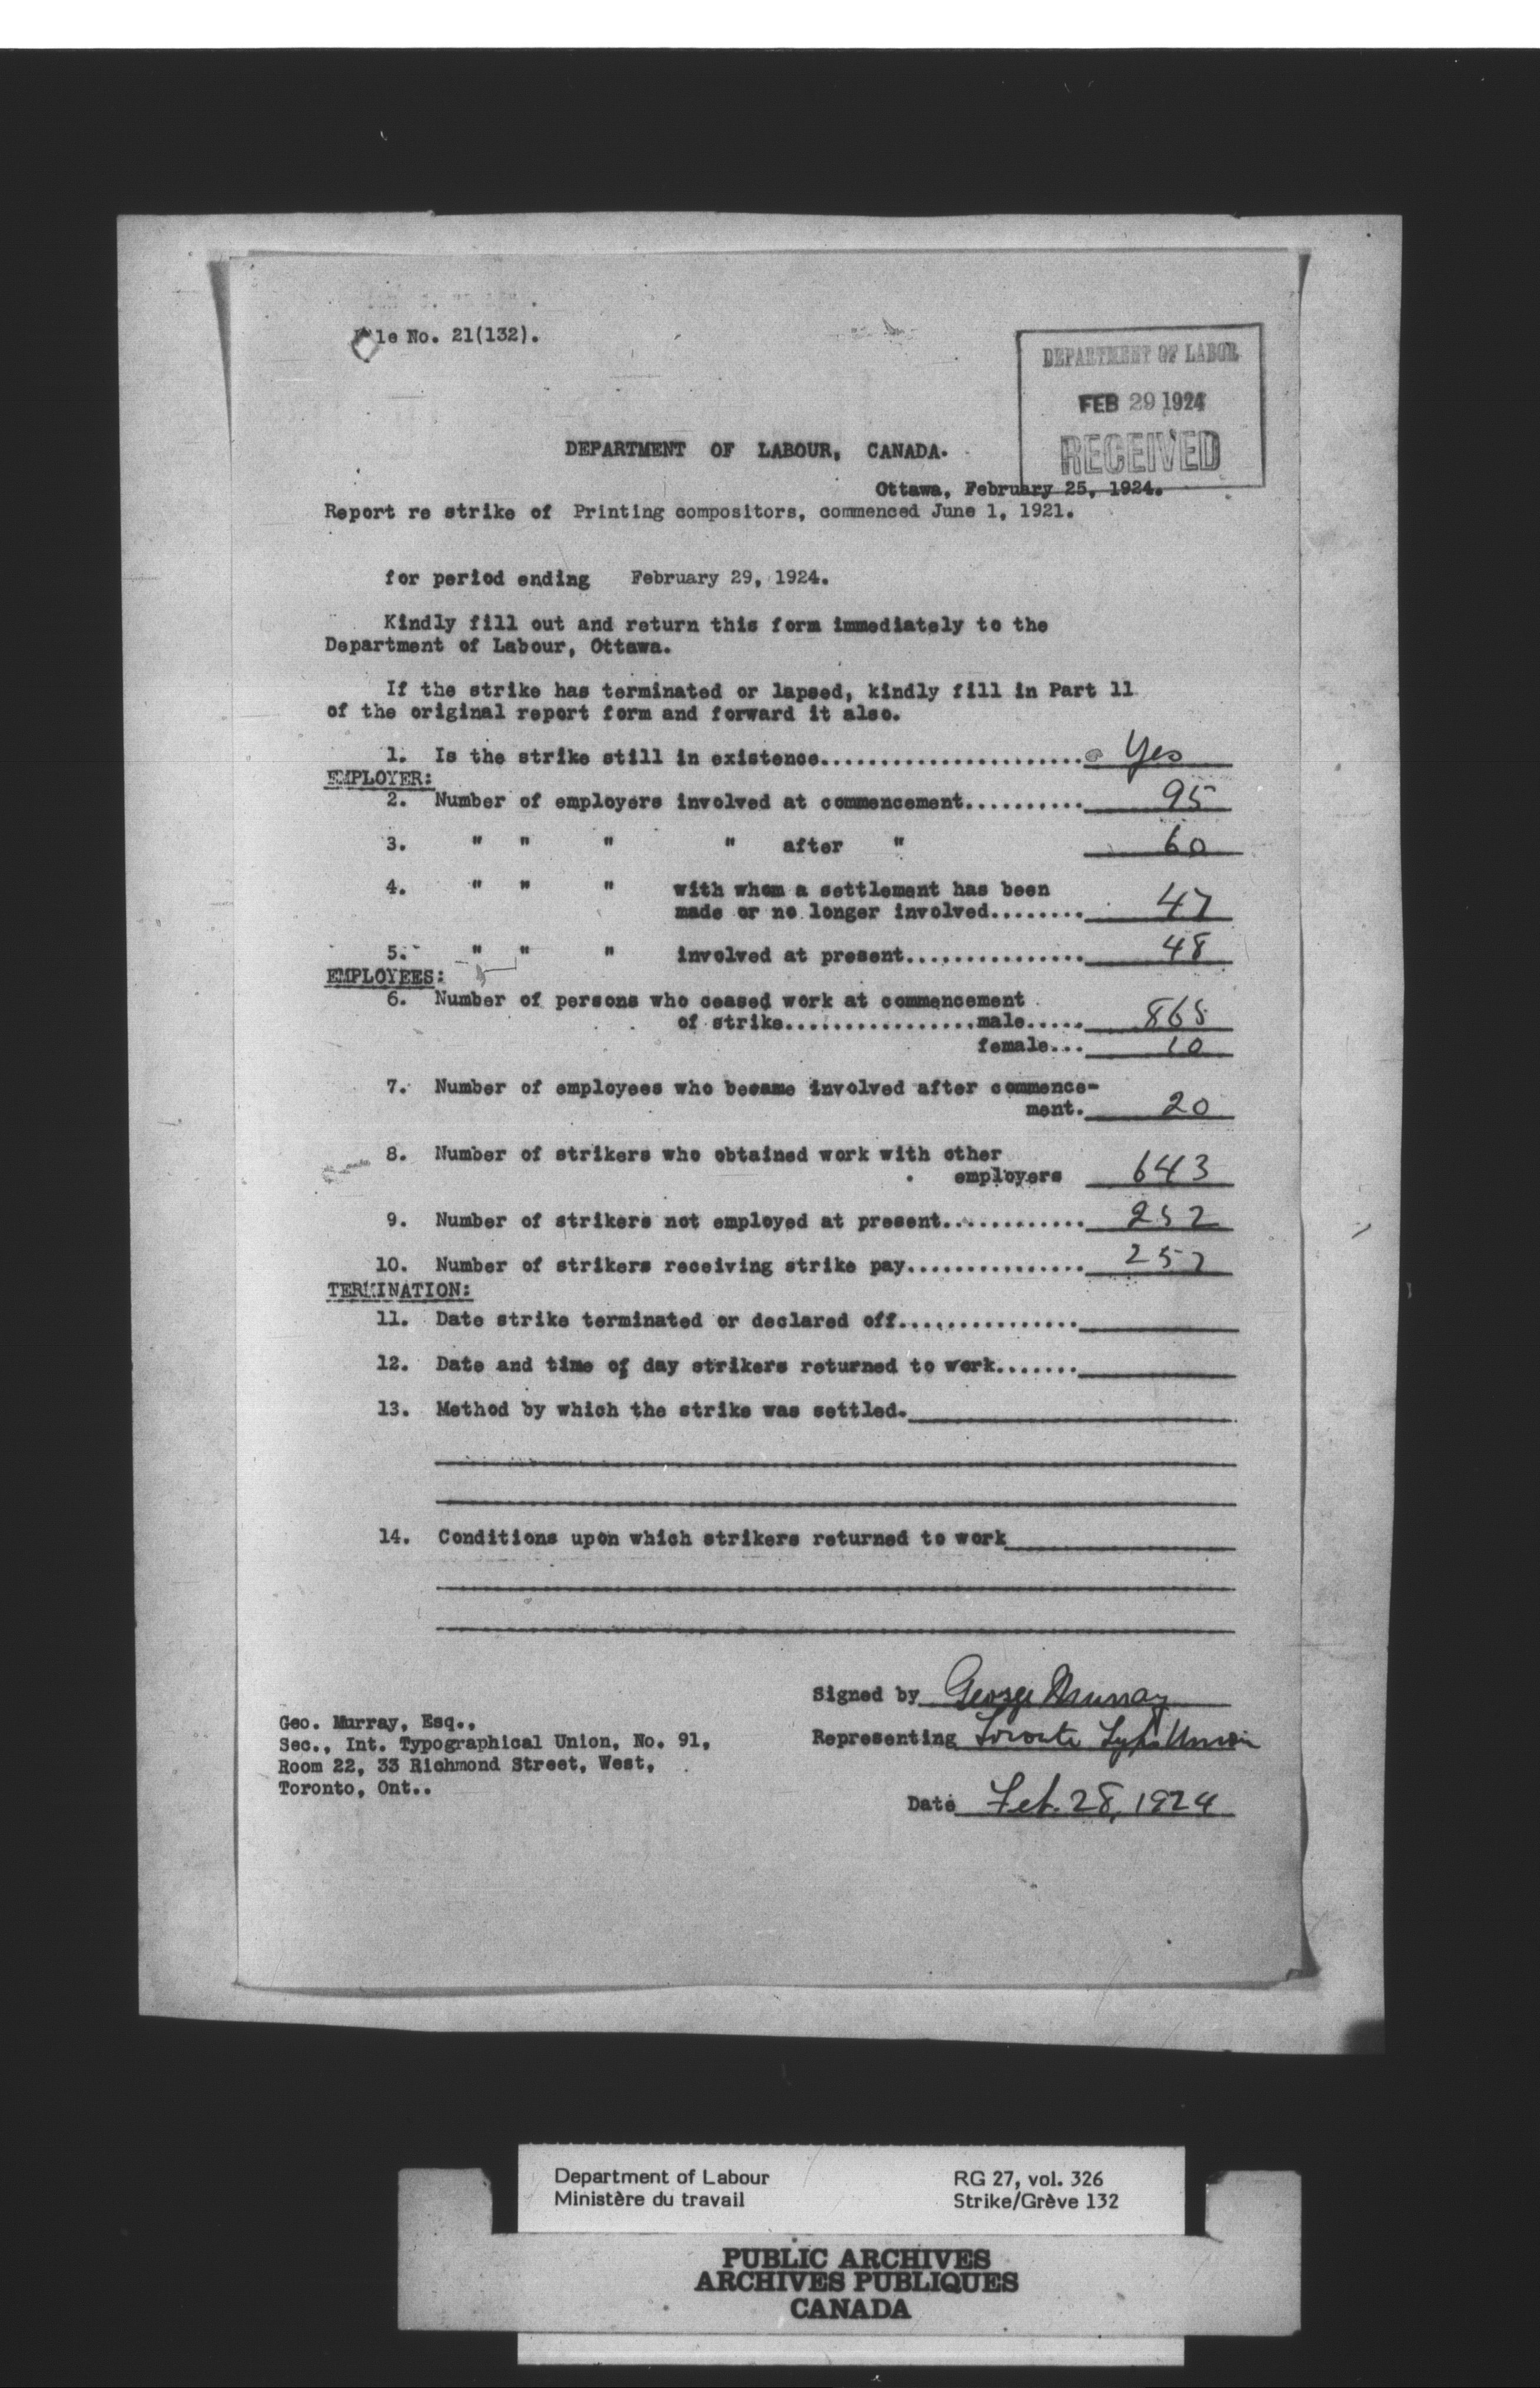 File No. 21(132).
DEPARTMENT OF LABOR
FEB 29 1924
RECEIVED
DEPARTMENT OF LABOUR, CANADA.
Ottawa, February 25, 1924.
Report re strike of Printing compositors, commenced June 1, 1921.
for period ending February 29, 1924.
Kindly fill out and return this form immediately to the
Department of Labour, Ottawa.
If the strike has terminated or lapsed, kindly fill in Part 11
of the original report form and forward it also.
1. Is the strike still in existence...................... Yes
EMPLOYER:
2. Number of employers involved at commencement.......... 95
3. " " " " after " 60
4. " " " with whom a settlement has been
made or no longer involved........ 47
5. " " " involved at present............... 48
EMPLOYEES:
6. Number of persons who ceased work at commencement
of strike................male..... 865
female... 10
7. Number of employees who became involved after commence-
ment. 20
8. Number of strikers who obtained work with other
employers 643
9. Number of strikers not employed at present............ 252
10. Number of strikers receiving strike pay............... 252
TERMINATION:
11. Date strike terminated or declared off...............
12. Date and time of day strikers returned to work.......
13. Method by which the strike was settled.
14. Conditions upon which strikers returned to work
Signed by George Murray
Geo. Murray, Esq.,
Sec., Int. Typographical Union, No. 91,
Representing Toronto Typo Union
Room 22, 33 Richmond Street, West,
Toronto, Ont..
Date Feb. 28, 1924
Department of Labour
Ministère du travail
RG 27, vol. 326
Strike/Grève 132
PUBLIC ARCHIVES
ARCHIVES PUBLIQUES
CANADA